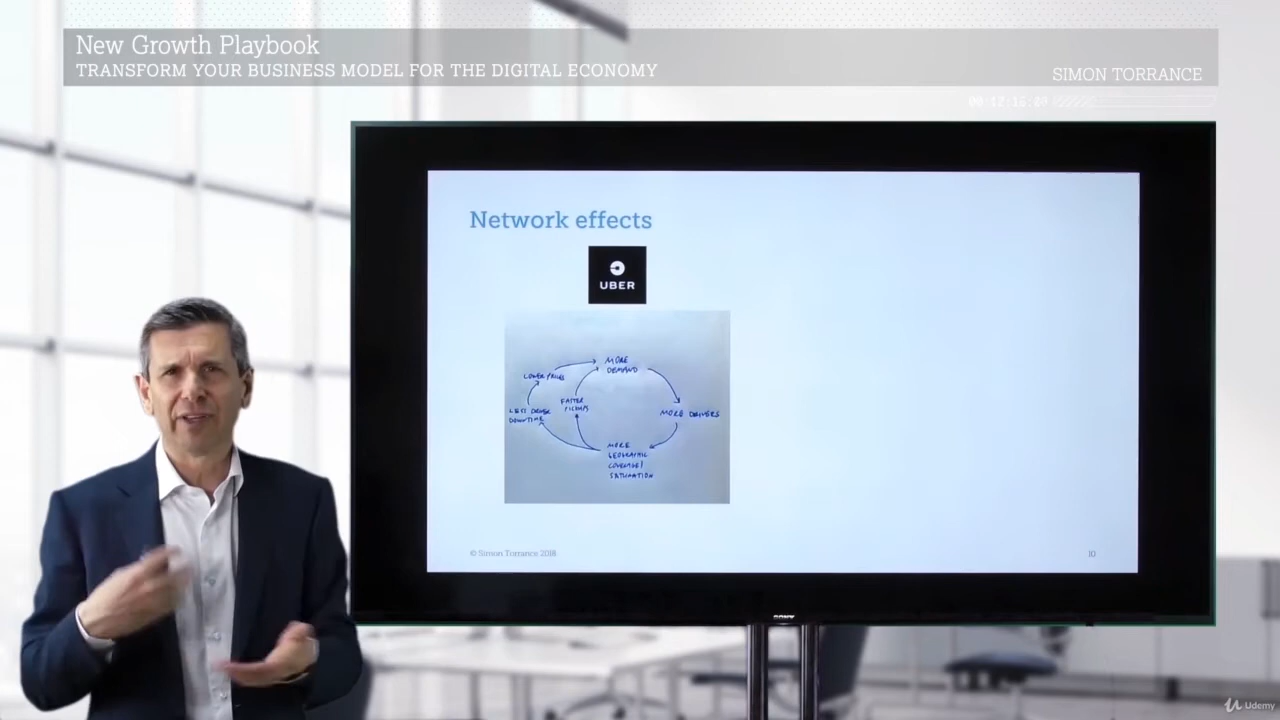 New Growth Playbook
TRANSFORM YOUR BUSINESS MODEL FOR THE DIGITAL ECONOMY
SIMON TORRANCE
Network effects
UBER
MORE
DEMAND
LOWER PRICES
FASTER
PICKUPS
LESS DRIVER
DOWNTIME
MORE DRIVERS
MORE
GEOGRAPHIC
COVERAGE/
SATURATION
© Simon Torrance 2018
10
SONY
Udemy